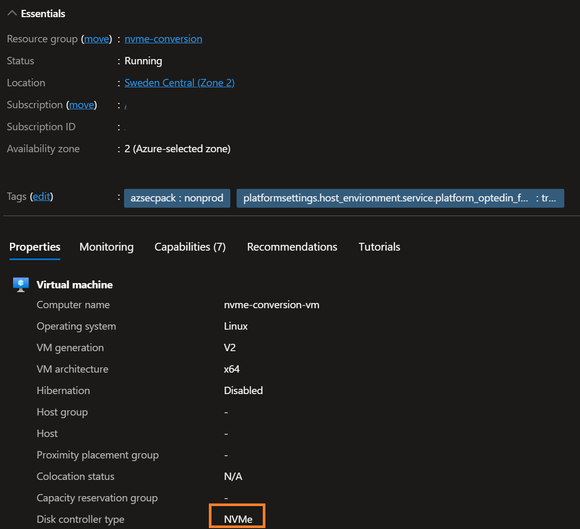 Essentials
Resource group (move) : nvme-conversion
Status : Running
Location : Sweden Central (Zone 2)
Subscription (move) :
Subscription ID :
Availability zone : 2 (Azure-selected zone)
Tags (edit) : azsecpack : nonprod platformsettings.host_environment.service.platform_optedin_f... : tr...
Properties Monitoring Capabilities (7) Recommendations Tutorials
Virtual machine
Computer name nvme-conversion-vm
Operating system Linux
VM generation V2
VM architecture x64
Hibernation Disabled
Host group -
Host -
Proximity placement group -
Colocation status N/A
Capacity reservation group -
Disk controller type NVMe